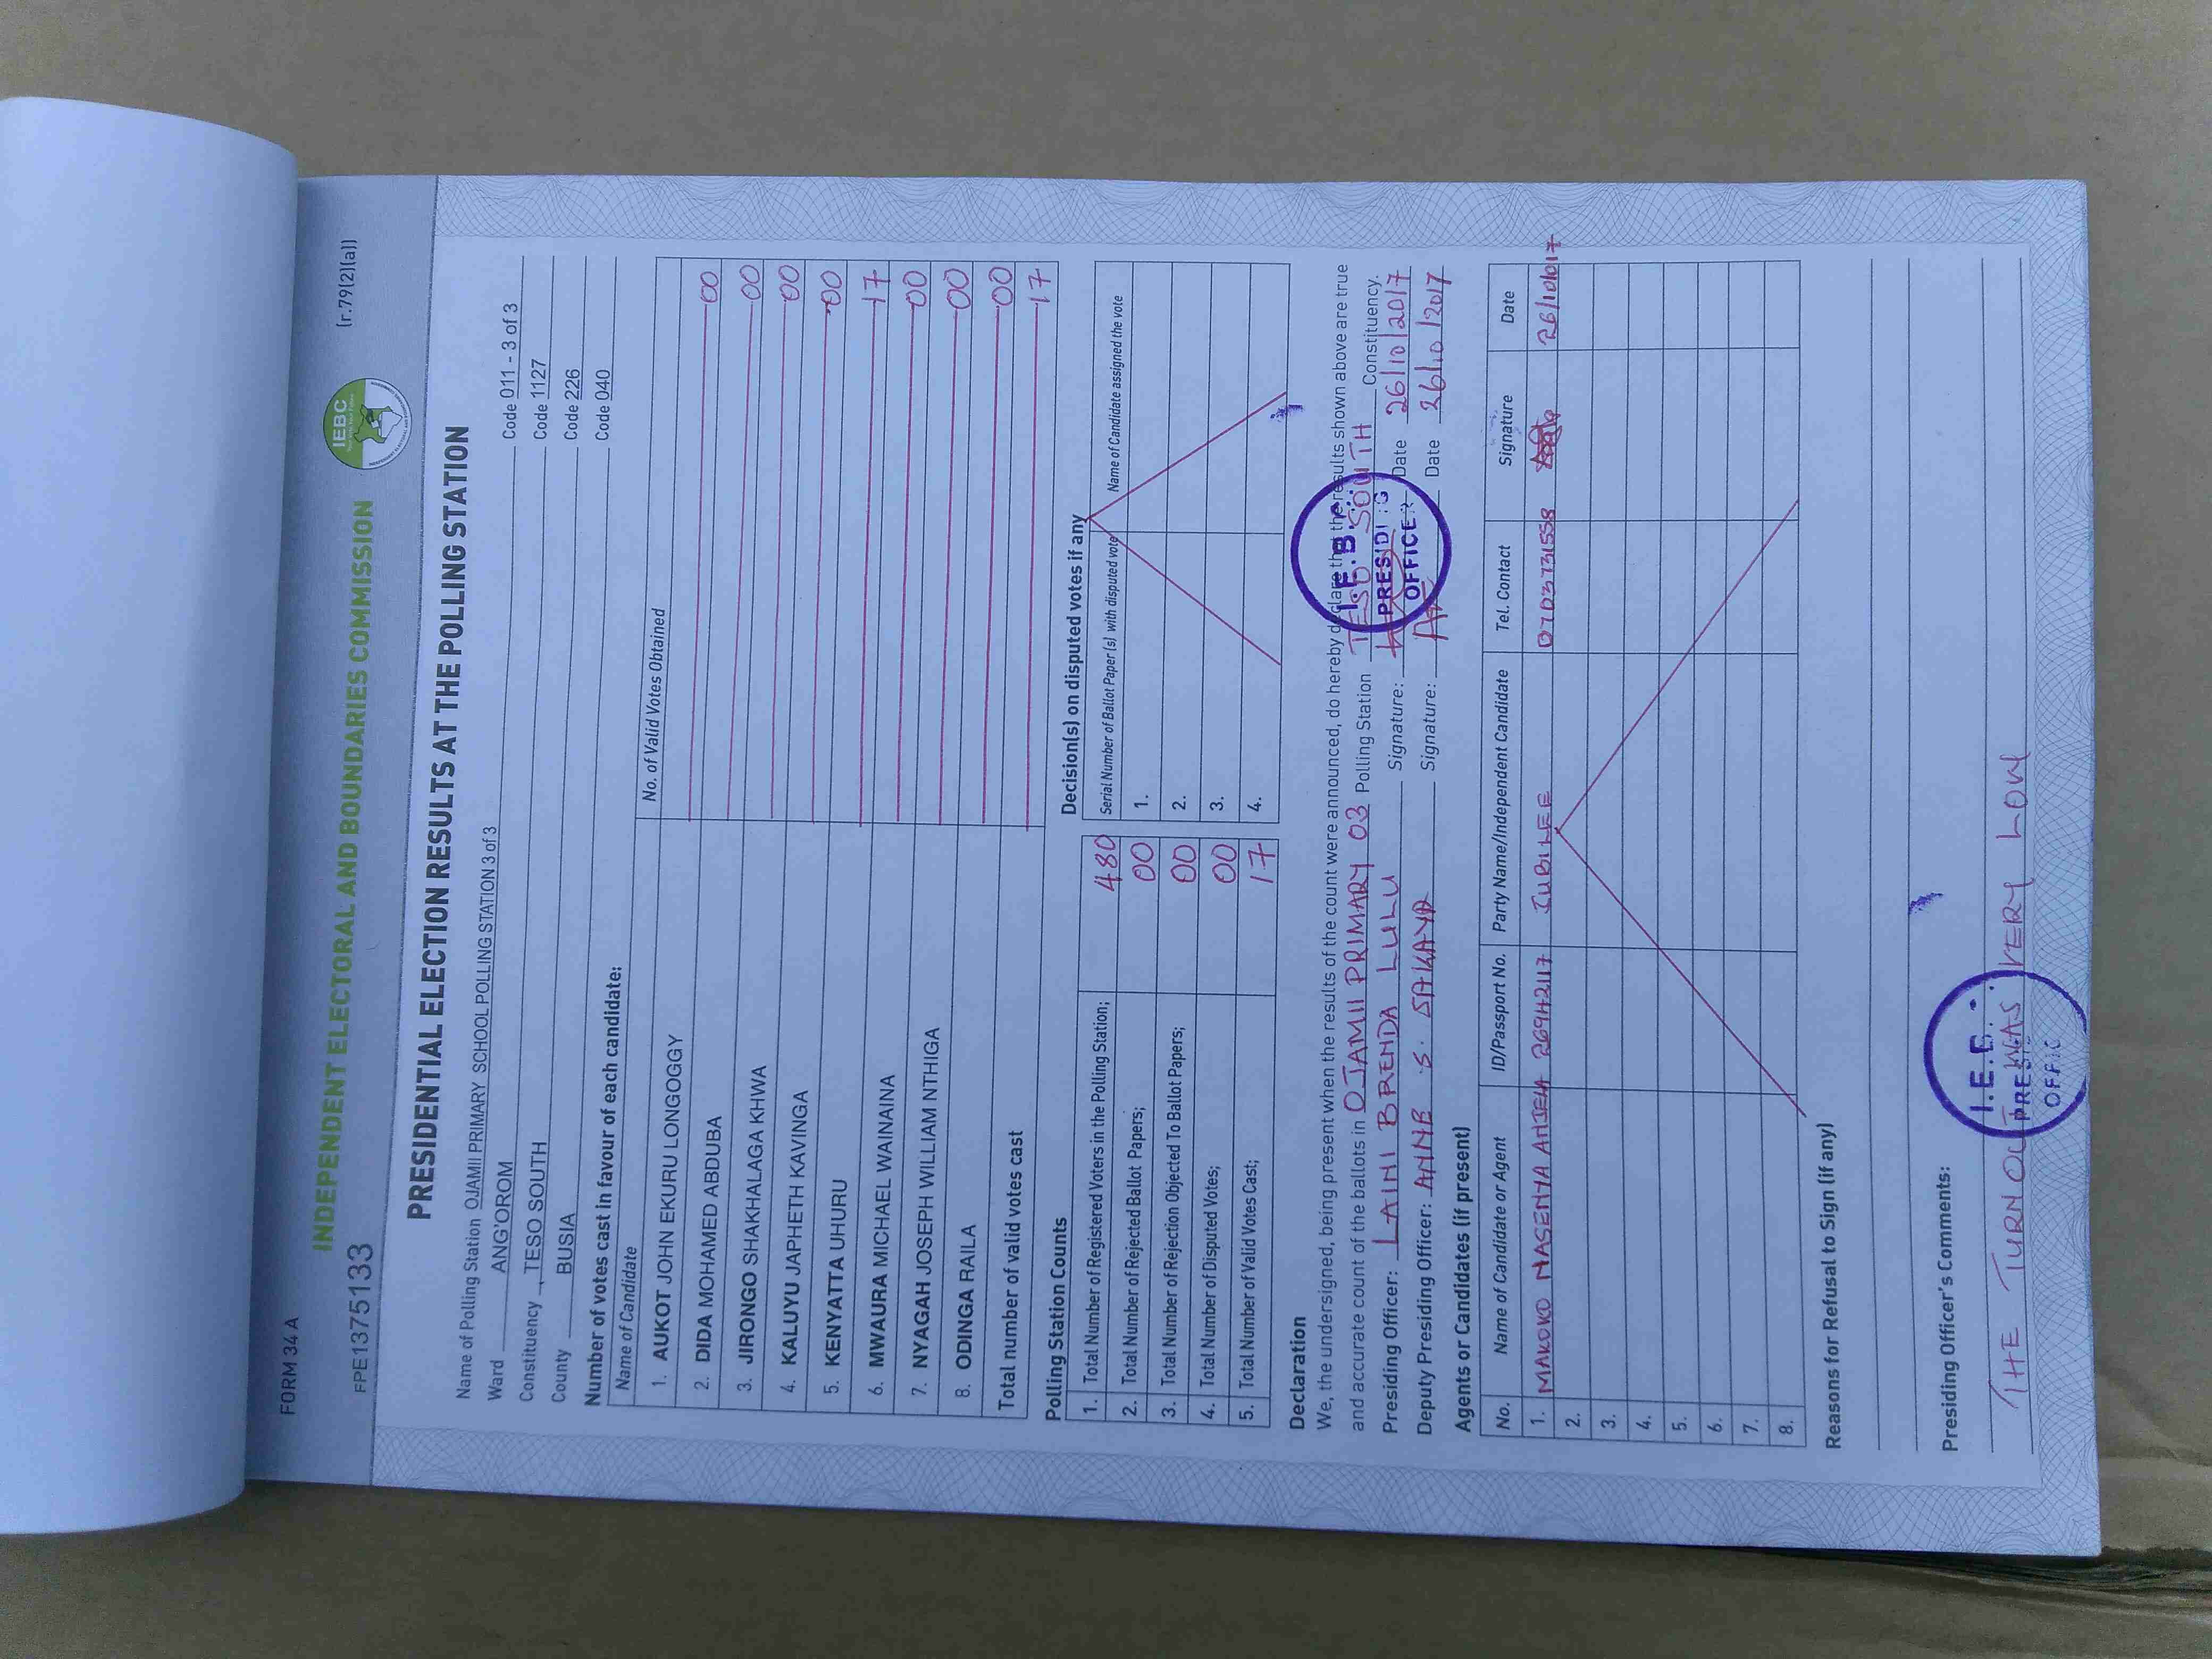 FORM 34 A
(r.79(2)(a))
FPE1375133
INDEPENDENT ELECTORAL AND BOUNDARIES COMMISSION
IEBC
PRESIDENTIAL ELECTION RESULTS AT THE POLLING STATION
Name of Polling Station OJAMII PRIMARY SCHOOL POLLING STATION 3 of 3 Code 011 - 3 of 3
Ward ANG'OROM Code 1127
Constituency TESO SOUTH Code 226
County BUSIA Code 040
Number of votes cast in favour of each candidate:
Name of Candidate No. of Valid Votes Obtained
1. AUKOT JOHN EKURU LONGOGGY 00
2. DIDA MOHAMED ABDUBA 00
3. JIRONGO SHAKHALAGA KHWA 00
4. KALUYU JAPHETH KAVINGA 00
5. KENYATTA UHURU 17
6. MWAURA MICHAEL WAINAINA 00
7. NYAGAH JOSEPH WILLIAM NTHIGA 00
8. ODINGA RAILA 00
Total number of valid votes cast 17
Polling Station Counts
1. Total Number of Registered Voters in the Polling Station; 480
2. Total Number of Rejected Ballot Papers; 00
3. Total Number of Rejection Objected To Ballot Papers; 00
4. Total Number of Disputed Votes; 00
5. Total Number of Valid Votes Cast; 17
Decision(s) on disputed votes if any
Serial Number of Ballot Paper(s) with disputed vote Name of Candidate assigned the vote
1.
2.
3.
4.
Declaration
We, the undersigned, being present when the results of the count were announced, do hereby declare that the results shown above are true
and accurate count of the ballots in OJAMII PRIMARY 03 Polling Station TESO SOUTH Constituency.
Presiding Officer: LAINI BRENDA LULU Signature: Date 26/10/2017
Deputy Presiding Officer: ANNE S. SAKAYA Signature: Date 26/10/2017
I.E.B.
PRESIDI G
OFFICER
Agents or Candidates (if present)
No. Name of Candidate or Agent ID/Passport No. Party Name/Independent Candidate Tel. Contact Signature Date
1. MAKOKO NASENYA 26942117 JUBILEE 0703731558 26/10/017
2.
3.
4.
5.
6.
7.
8.
Reasons for Refusal to Sign (if any)
Presiding Officer's Comments:
THE TURNOUT WAS VERY LOW
I.E.B.
PRES
OFFIC